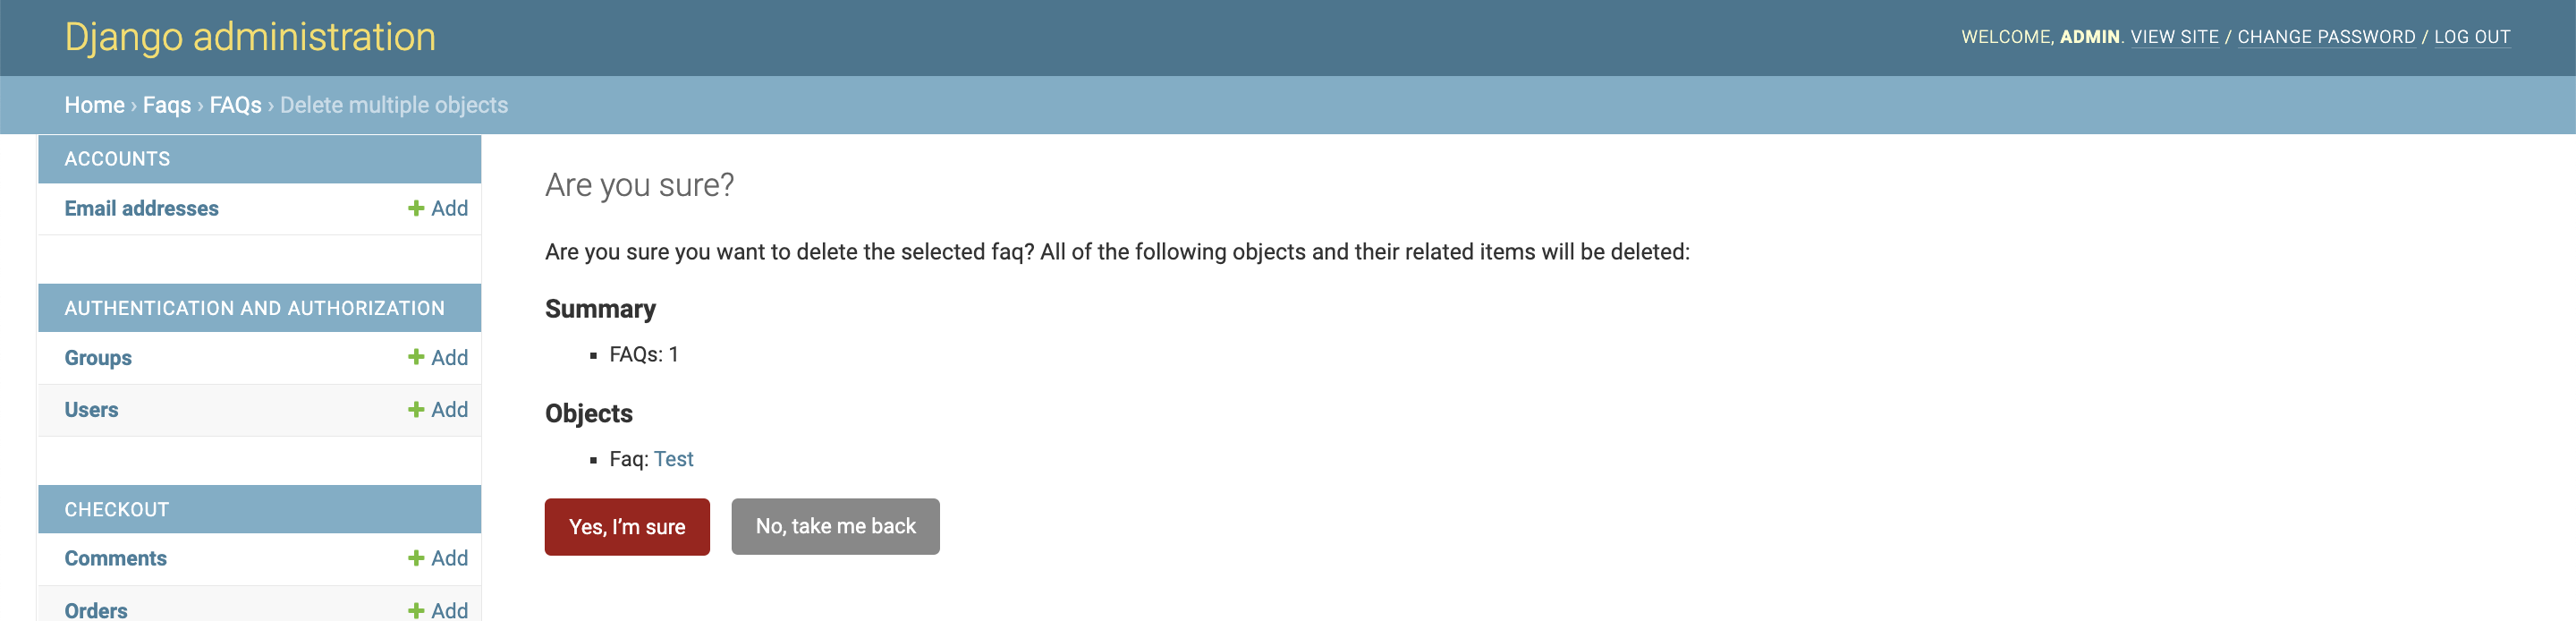 Django administration
WELCOME, ADMIN. VIEW SITE / CHANGE PASSWORD / LOG OUT
Home › Faqs › FAQs › Delete multiple objects
ACCOUNTS
Email addresses + Add
AUTHENTICATION AND AUTHORIZATION
Groups + Add
Users + Add
CHECKOUT
Comments + Add
Orders + Add
Are you sure?
Are you sure you want to delete the selected faq? All of the following objects and their related items will be deleted:
Summary
▪ FAQs: 1
Objects
▪ Faq: Test
Yes, I’m sure
No, take me back